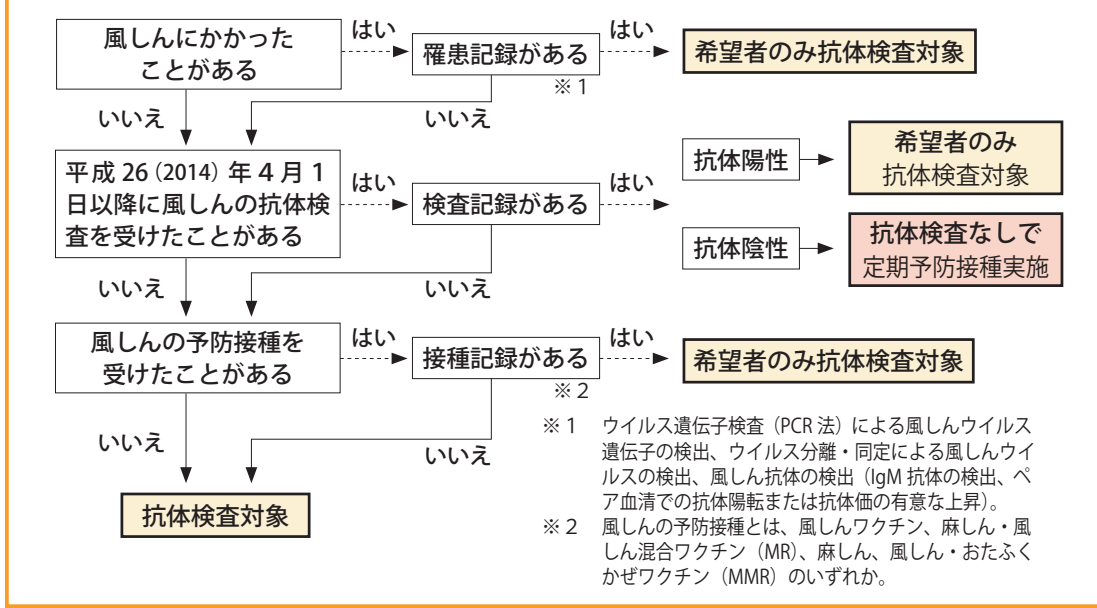 風しんにかかった
ことがある
はい
罹患記録がある
※1
はい
希望者のみ抗体検査対象
いいえ
いいえ
平成 26（2014）年 4 月 1
日以降に風しんの抗体検
査を受けたことがある
はい
検査記録がある
はい
抗体陽性
希望者のみ
抗体検査対象
抗体陰性
抗体検査なしで
定期予防接種実施
いいえ
いいえ
風しんの予防接種を
受けたことがある
はい
接種記録がある
※2
はい
希望者のみ抗体検査対象
いいえ
いいえ
抗体検査対象
※1 ウイルス遺伝子検査（PCR 法）による風しんウイルス
遺伝子の検出、ウイルス分離・同定による風しんウイ
ルスの検出、風しん抗体の検出（IgM 抗体の検出、ペ
ア血清での抗体陽転または抗体価の有意な上昇）。
※2 風しんの予防接種とは、風しんワクチン、麻しん・風
しん混合ワクチン（MR）、麻しん、風しん・おたふく
かぜワクチン（MMR）のいずれか。